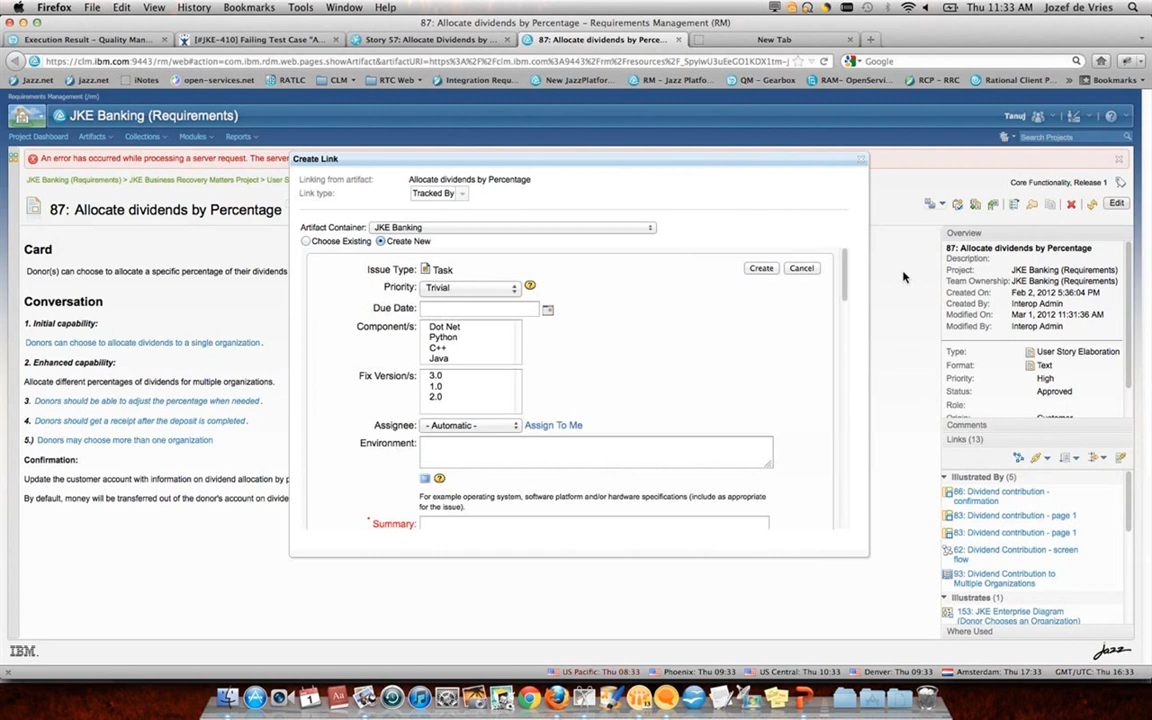 Firefox File Edit View History Bookmarks Tools Window Help Thu 11:33 AM Jozef de Vries
87: Allocate dividends by Percentage – Requirements Management (RM)
Execution Result – Quality Man... [#JKE-410] Failing Test Case "A... Story 57: Allocate Dividends by ... 87: Allocate dividends by Perce... New Tab
Google
Jazz.net jazz.net iNotes open-services.net RATLC CLM RTC Web Integration Requ... New JazzPlatfor... RM – Jazz Platfo... QM – Gearbox RAM– OpenServi... RCP – RRC Rational Client P... Bookmarks
Requirements Management (/rm)
JKE Banking (Requirements) Tanuj
Project Dashboard Artifacts Collections Modules Reports Search Projects
An error has occurred while processing a server request. The serve
JKE Banking (Requirements) > JKE Business Recovery Matters Project > User S
Core Functionality, Release 1
87: Allocate dividends by Percentage
Edit
Card
Donor(s) can choose to allocate a specific percentage of their dividends
Conversation
1. Initial capability:
Donors can choose to allocate dividends to a single organization.
2. Enhanced capability:
Allocate different percentages of dividends for multiple organizations.
3. Donors should be able to adjust the percentage when needed.
4. Donors should get a receipt after the deposit is completed.
5.) Donors may choose more than one organization
Confirmation:
Update the customer account with information on dividend allocation by p
By default, money will be transferred out of the donor's account on divide
Create Link
Linking from artifact: Allocate dividends by Percentage
Link type: Tracked By
Artifact Container: JKE Banking
Choose Existing Create New
Issue Type: Task
Create Cancel
Priority: Trivial
Due Date:
Component/s: Dot Net
Python
C++
Java
Fix Version/s: 3.0
1.0
2.0
Assignee: - Automatic - Assign To Me
Environment:
For example operating system, software platform and/or hardware specifications (include as appropriate
for the issue).
* Summary:
Overview
87: Allocate dividends by Percentage
Description:
Project: JKE Banking (Requirements)
Team Ownership: JKE Banking (Requirements)
Created On: Feb 2, 2012 5:36:04 PM
Created By: Interop Admin
Modified On: Mar 1, 2012 11:31:36 AM
Modified By: Interop Admin
Type: User Story Elaboration
Format: Text
Priority: High
Status: Approved
Role:
Comments
Links (13)
Illustrated By (5)
86: Dividend contribution -
confirmation
83: Dividend contribution - page 1
83: Dividend contribution - page 1
62: Dividend Contribution - screen
flow
93: Dividend Contribution to
Multiple Organizations
Illustrates (1)
153: JKE Enterprise Diagram
(Donor Chooses an Organization)
Where Used
IBM. Jazz
US Pacific: Thu 08:33 Phoenix: Thu 09:33 US Central: Thu 10:33 Denver: Thu 09:33 Amsterdam: Thu 17:33 GMT/UTC: Thu 16:33